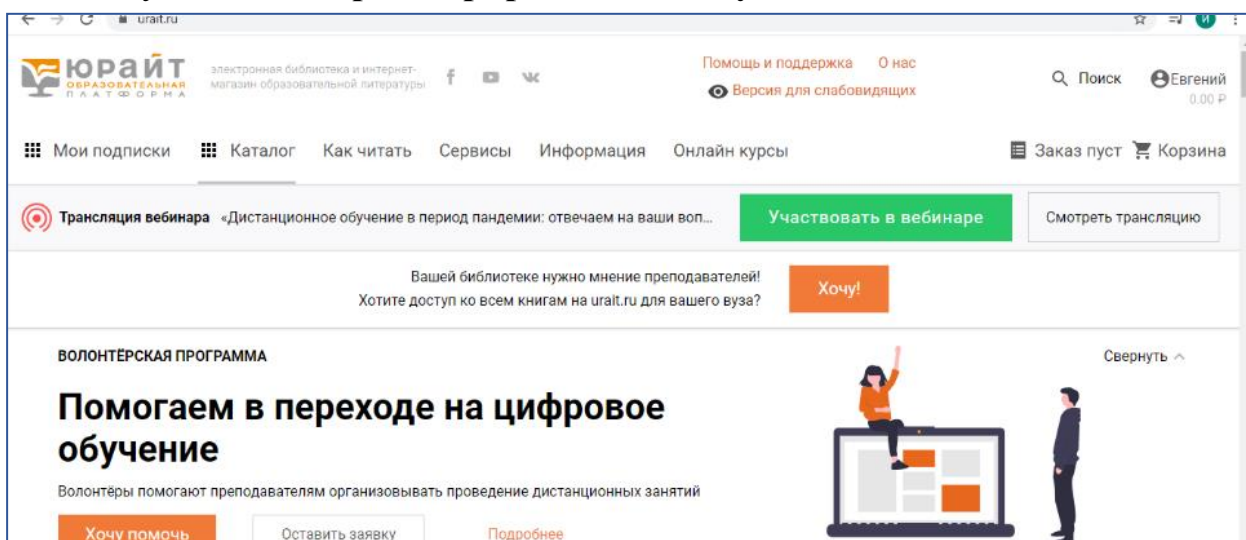 urait.ru
И
юрайт
ОБРАЗОВАТЕЛЬНАЯ
ПЛАТФОРМА
электронная библиотека и интернет-
магазин образовательной литературы
Помощь и поддержка О нас
Версия для слабовидящих
Поиск
Евгений
0.00 ₽
Мои подписки Каталог Как читать Сервисы Информация Онлайн курсы Заказ пуст Корзина
Трансляция вебинара «Дистанционное обучение в период пандемии: отвечаем на ваши воп... Участвовать в вебинаре Смотреть трансляцию
Вашей библиотеке нужно мнение преподавателей!
Хотите доступ ко всем книгам на urait.ru для вашего вуза?
Хочу!
ВОЛОНТЁРСКАЯ ПРОГРАММА Свернуть
Помогаем в переходе на цифровое
обучение
Волонтёры помогают преподавателям организовывать проведение дистанционных занятий
Хочу помочь Оставить заявку Подробнее